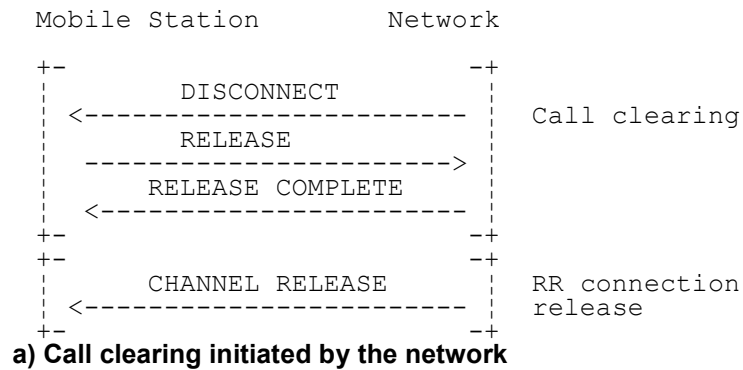 Mobile Station Network
DISCONNECT
Call clearing
RELEASE
RELEASE COMPLETE
CHANNEL RELEASE
RR connection
release
a) Call clearing initiated by the network